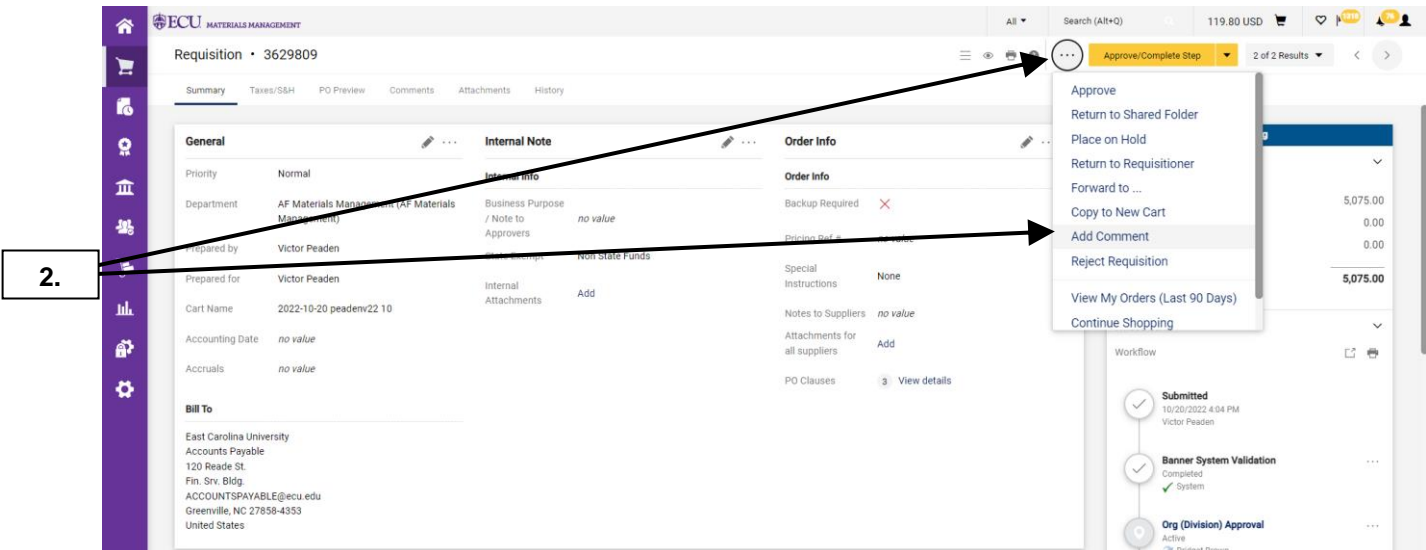 ECU MATERIALS MANAGEMENT
All
Search (Alt+Q)
119.80 USD
1818
76
Requisition • 3629809
Approve/Complete Step
2 of 2 Results
Summary
Taxes/S&H
PO Preview
Comments
Attachments
History
General
Priority
Normal
Department
AF Materials Management (AF Materials
Management)
Prepared by
Victor Peaden
Prepared for
Victor Peaden
Cart Name
2022-10-20 peadenv22 10
Accounting Date
no value
Accruals
no value
Bill To
East Carolina University
Accounts Payable
120 Reade St.
Fin. Srv. Bldg.
ACCOUNTSPAYABLE@ecu.edu
Greenville, NC 27858-4353
United States
Internal Note
Internal Info
Business Purpose
/ Note to
Approvers
no value
State Exempt
Non State Funds
Internal
Attachments
Add
Order Info
Order Info
Backup Required
Pricing Ref #
no value
Special
Instructions
None
Notes to Suppliers
no value
Attachments for
all suppliers
Add
PO Clauses
3 View details
Approve
Return to Shared Folder
Place on Hold
Return to Requisitioner
Forward to ...
Copy to New Cart
Add Comment
Reject Requisition
View My Orders (Last 90 Days)
Continue Shopping
5,075.00
0.00
0.00
5,075.00
Workflow
Submitted
10/20/2022 4:04 PM
Victor Peaden
Banner System Validation
Completed
System
Org (Division) Approval
Active
2.